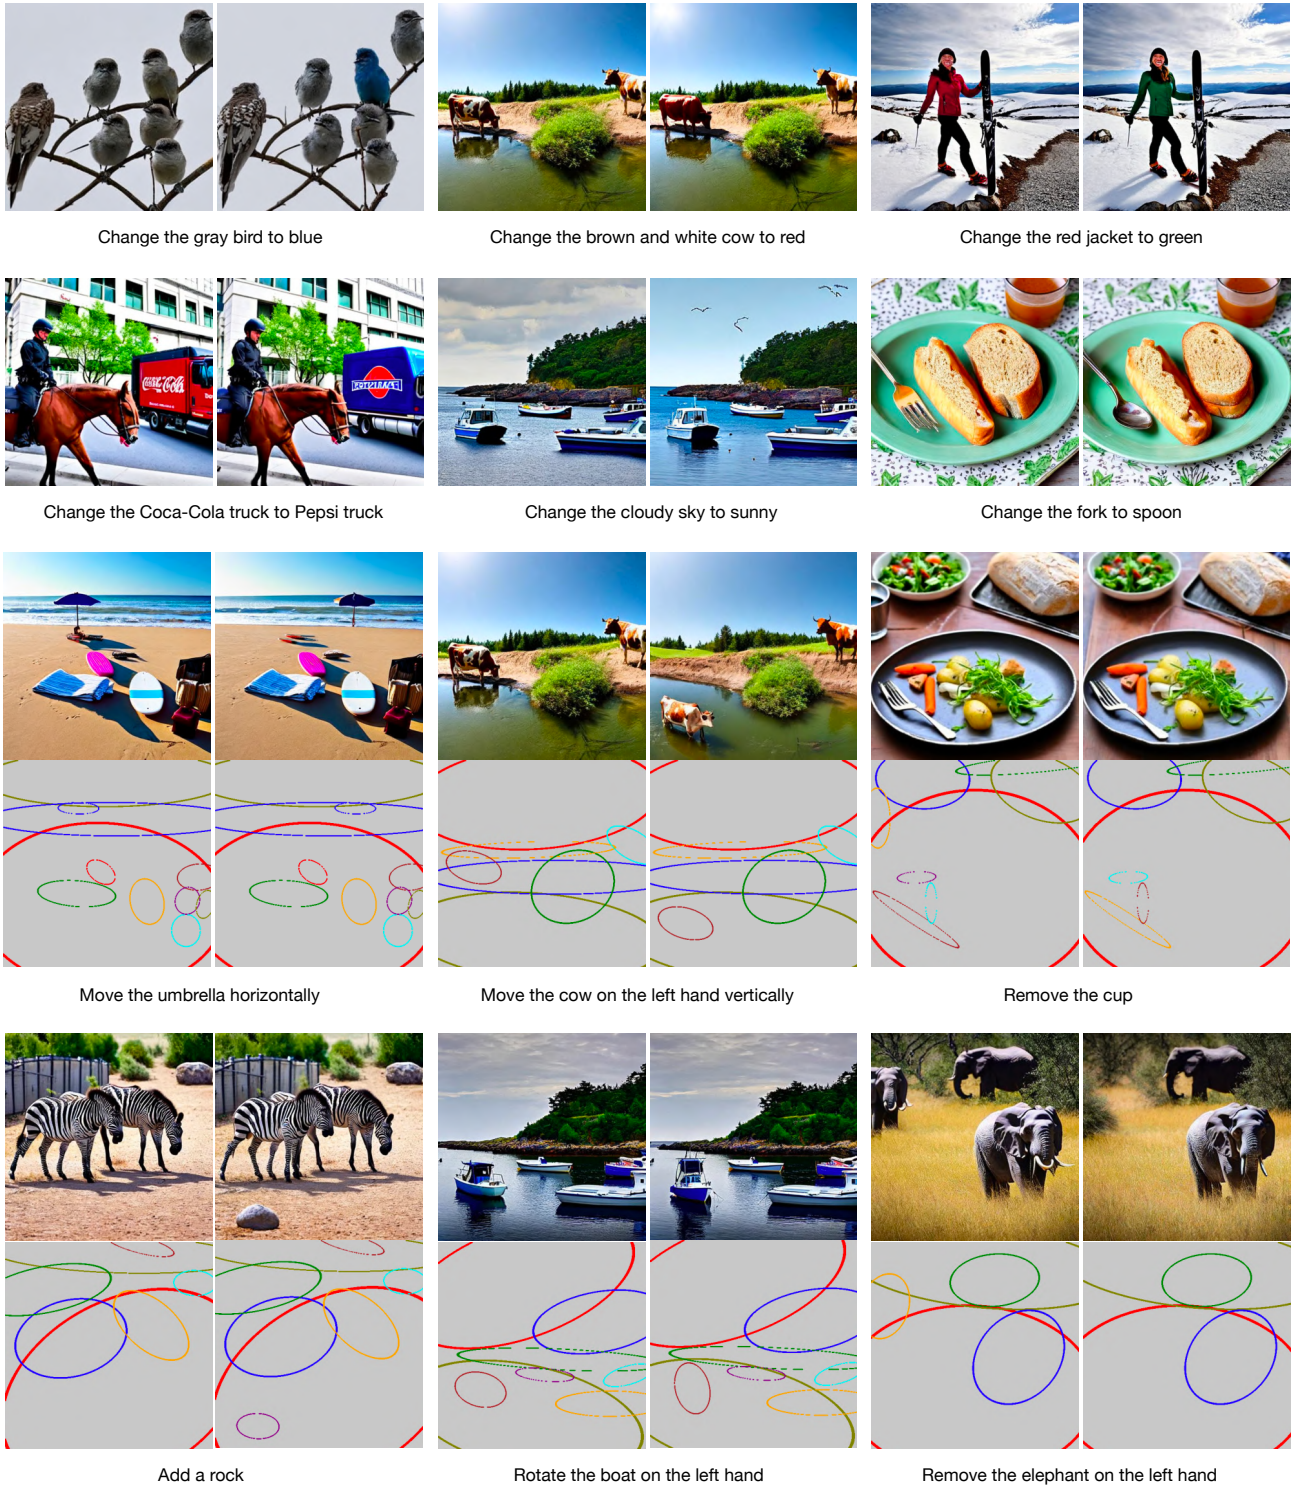 Change the gray bird to blue
Change the brown and white cow to red
Change the red jacket to green
Coca-Cola
Change the Coca-Cola truck to Pepsi truck
Change the cloudy sky to sunny
Change the fork to spoon
Move the umbrella horizontally
Move the cow on the left hand vertically
Remove the cup
Add a rock
Rotate the boat on the left hand
Remove the elephant on the left hand